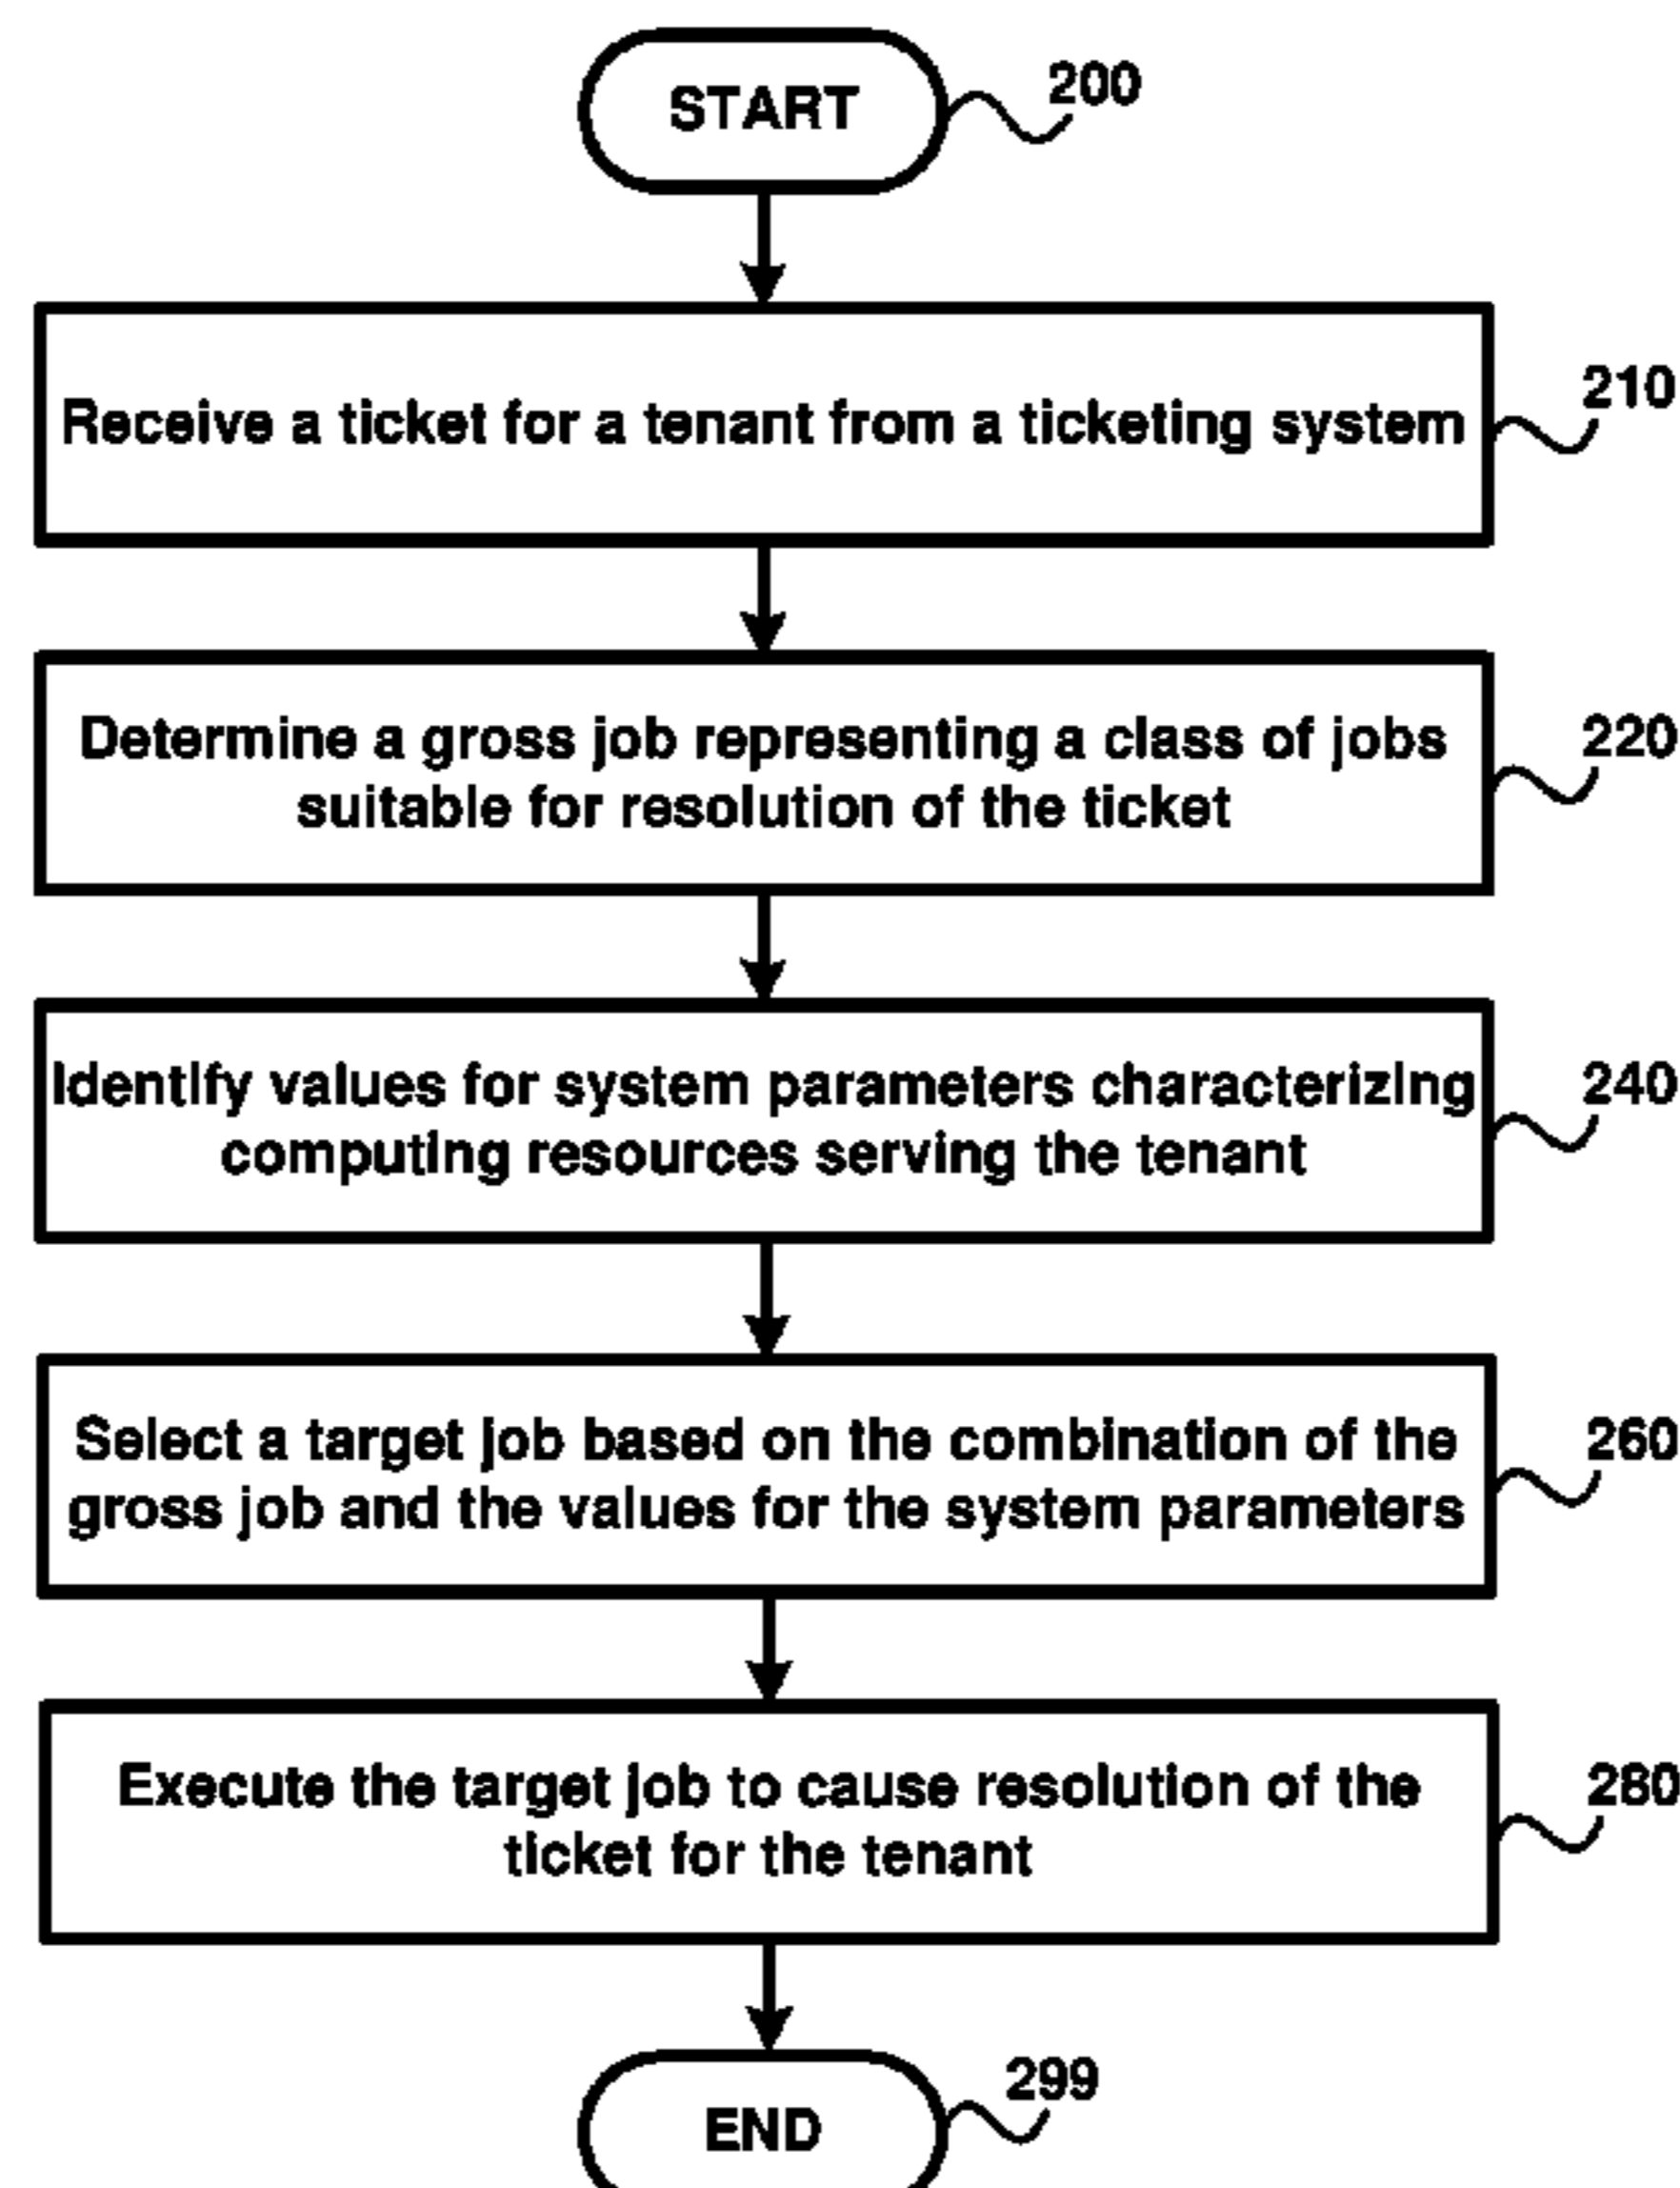 START
200
Receive a ticket for a tenant from a ticketing system
210
Determine a gross job representing a class of jobs
suitable for resolution of the ticket
220
Identify values for system parameters characterizing
computing resources serving the tenant
240
Select a target job based on the combination of the
gross job and the values for the system parameters
260
Execute the target job to cause resolution of the
ticket for the tenant
280
END
299